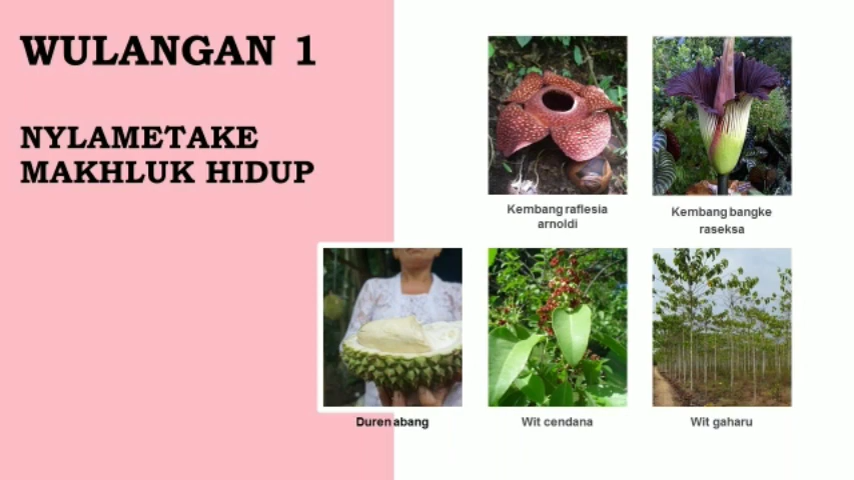 WULANGAN 1
NYLAMETAKE
MAKHLUK HIDUP
Kembang raflesia
arnoldi
Kembang bangke
raseksa
Duren abang
Wit cendana
Wit gaharu